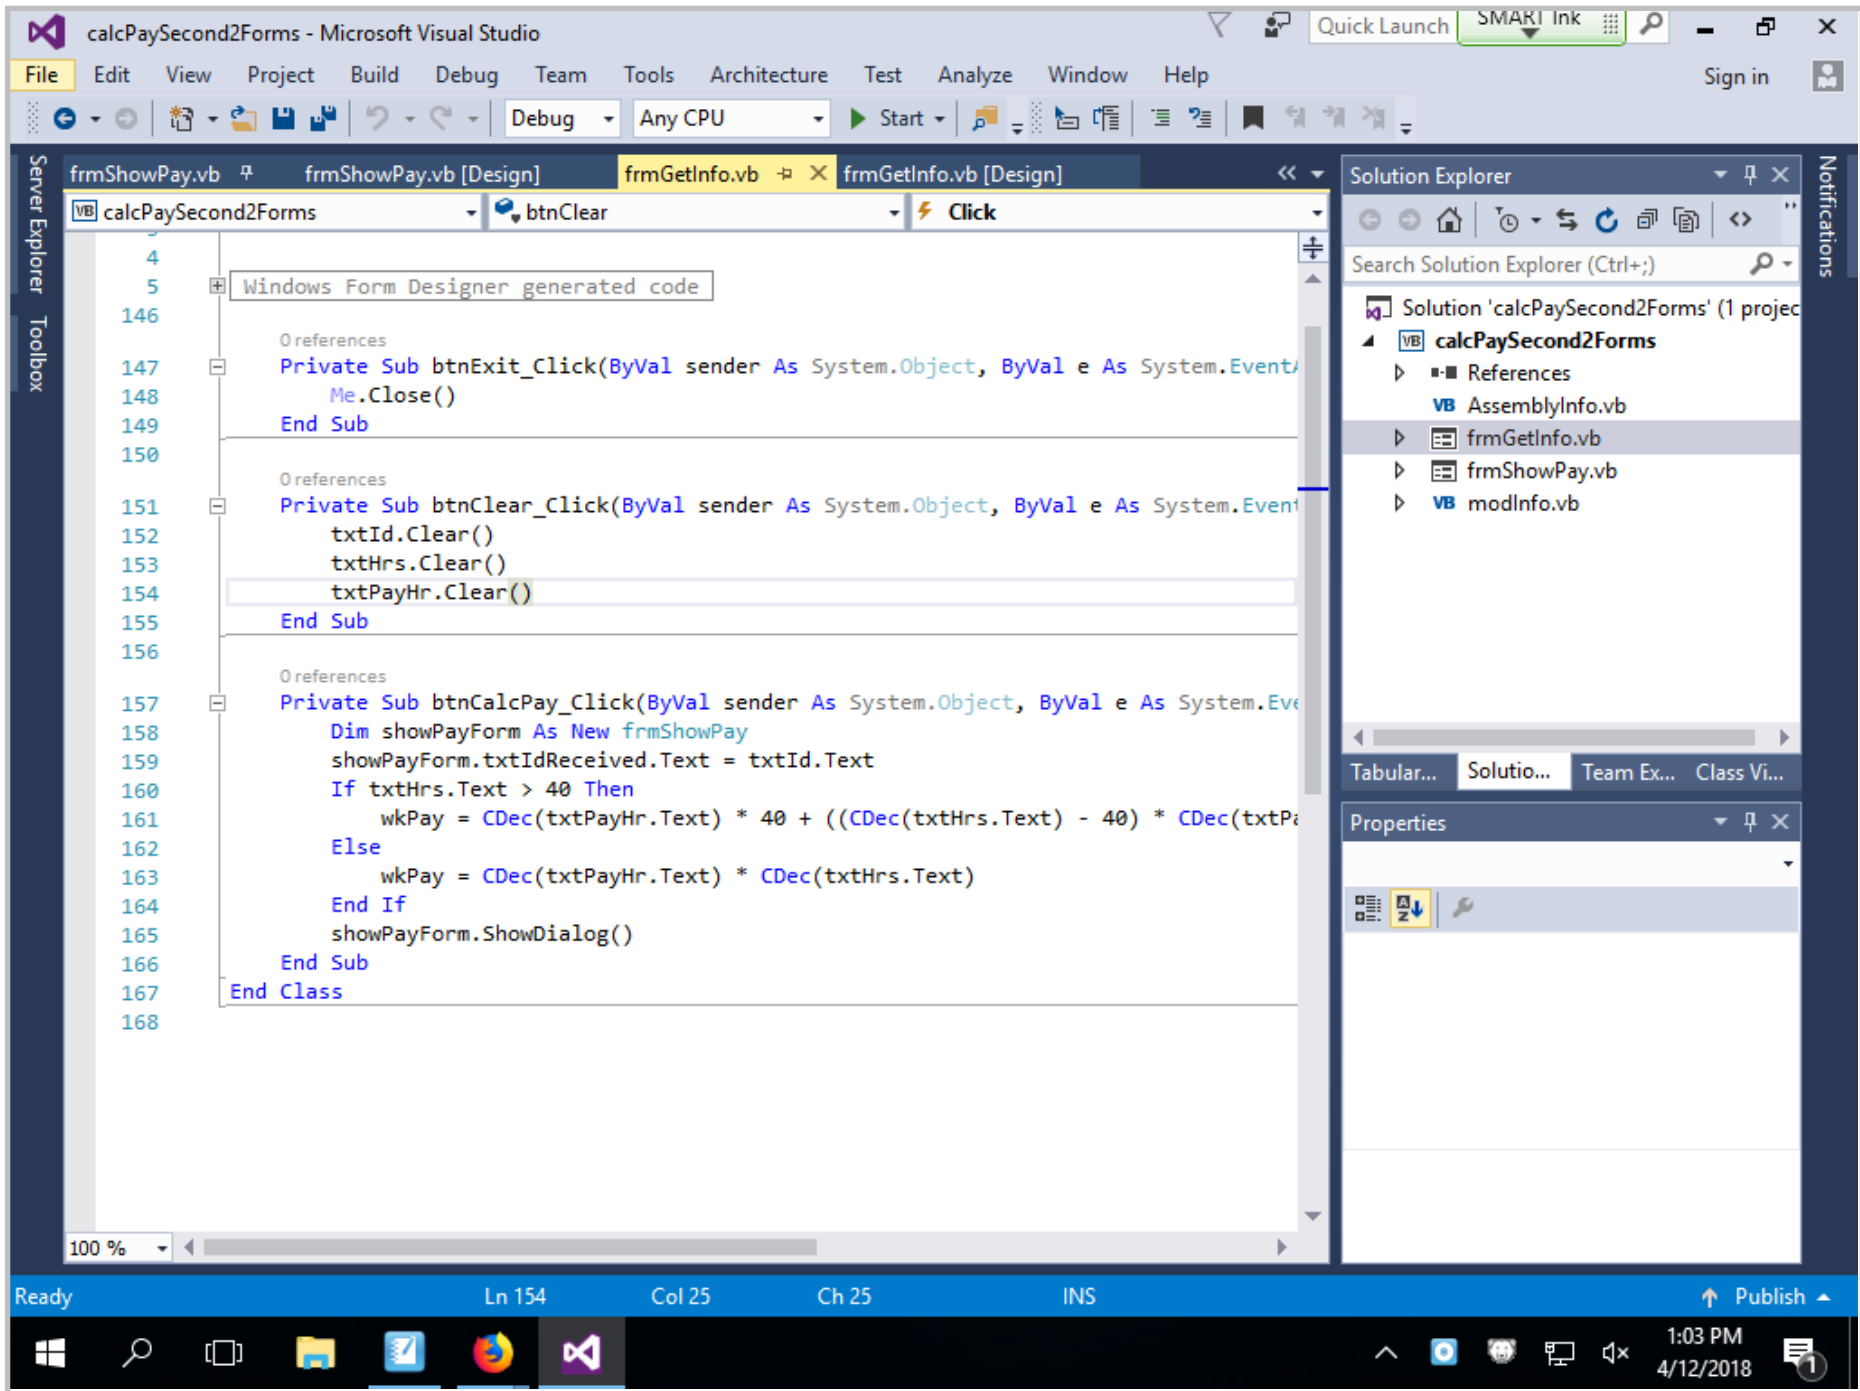 calcPaySecond2Forms - Microsoft Visual Studio
Quick Launch
SMART Ink
File Edit View Project Build Debug Team Tools Architecture Test Analyze Window Help
Sign in
Debug
Any CPU
Start
Server Explorer
Toolbox
frmShowPay.vb
frmShowPay.vb [Design]
frmGetInfo.vb
frmGetInfo.vb [Design]
VB calcPaySecond2Forms
btnClear
Click
4
5 Windows Form Designer generated code
146
0 references
147 Private Sub btnExit_Click(ByVal sender As System.Object, ByVal e As System.EventA
148 Me.Close()
149 End Sub
150
0 references
151 Private Sub btnClear_Click(ByVal sender As System.Object, ByVal e As System.Event
152 txtId.Clear()
153 txtHrs.Clear()
154 txtPayHr.Clear()
155 End Sub
156
0 references
157 Private Sub btnCalcPay_Click(ByVal sender As System.Object, ByVal e As System.Eve
158 Dim showPayForm As New frmShowPay
159 showPayForm.txtIdReceived.Text = txtId.Text
160 If txtHrs.Text > 40 Then
161 wkPay = CDec(txtPayHr.Text) * 40 + ((CDec(txtHrs.Text) - 40) * CDec(txtPa
162 Else
163 wkPay = CDec(txtPayHr.Text) * CDec(txtHrs.Text)
164 End If
165 showPayForm.ShowDialog()
166 End Sub
167 End Class
168
100 %
Solution Explorer
Search Solution Explorer (Ctrl+;)
Solution 'calcPaySecond2Forms' (1 projec
VB calcPaySecond2Forms
References
VB AssemblyInfo.vb
frmGetInfo.vb
frmShowPay.vb
VB modInfo.vb
Tabular... Solutio... Team Ex... Class Vi...
Properties
Notifications
Ready
Ln 154
Col 25
Ch 25
INS
Publish
1:03 PM
4/12/2018
1